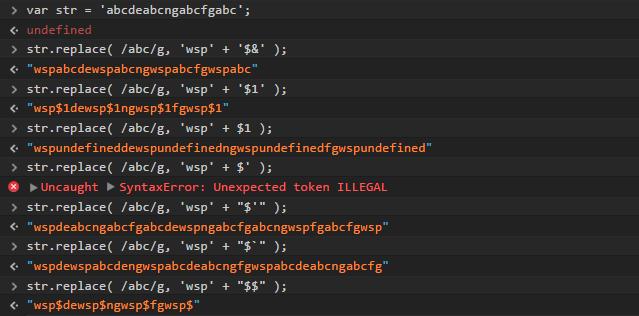 > var str = 'abcdeabcngabcfgabc';
< undefined
> str.replace( /abc/g, 'wsp' + '$&' );
< "wspabcdewspabcngwspabcfgwspabc"
> str.replace( /abc/g, 'wsp' + '$1' );
< "wsp$1dewsp$1ngwsp$1fgwsp$1"
> str.replace( /abc/g, 'wsp' + $1 );
< "wspundefineddewspundefinedngwspundefinedfgwspundefined"
> str.replace( /abc/g, 'wsp' + $' );
Uncaught SyntaxError: Unexpected token ILLEGAL
> str.replace( /abc/g, 'wsp' + "$'" );
< "wspdeabcngabcfgabcdewspngabcfgabcngwspfgabcfgwsp"
> str.replace( /abc/g, 'wsp' + "$`" );
< "wspdewspabcdengwspabcdeabcngfgwspabcdeabcngabcfg"
> str.replace( /abc/g, 'wsp' + "$$" );
< "wsp$dewsp$ngwsp$fgwsp$"